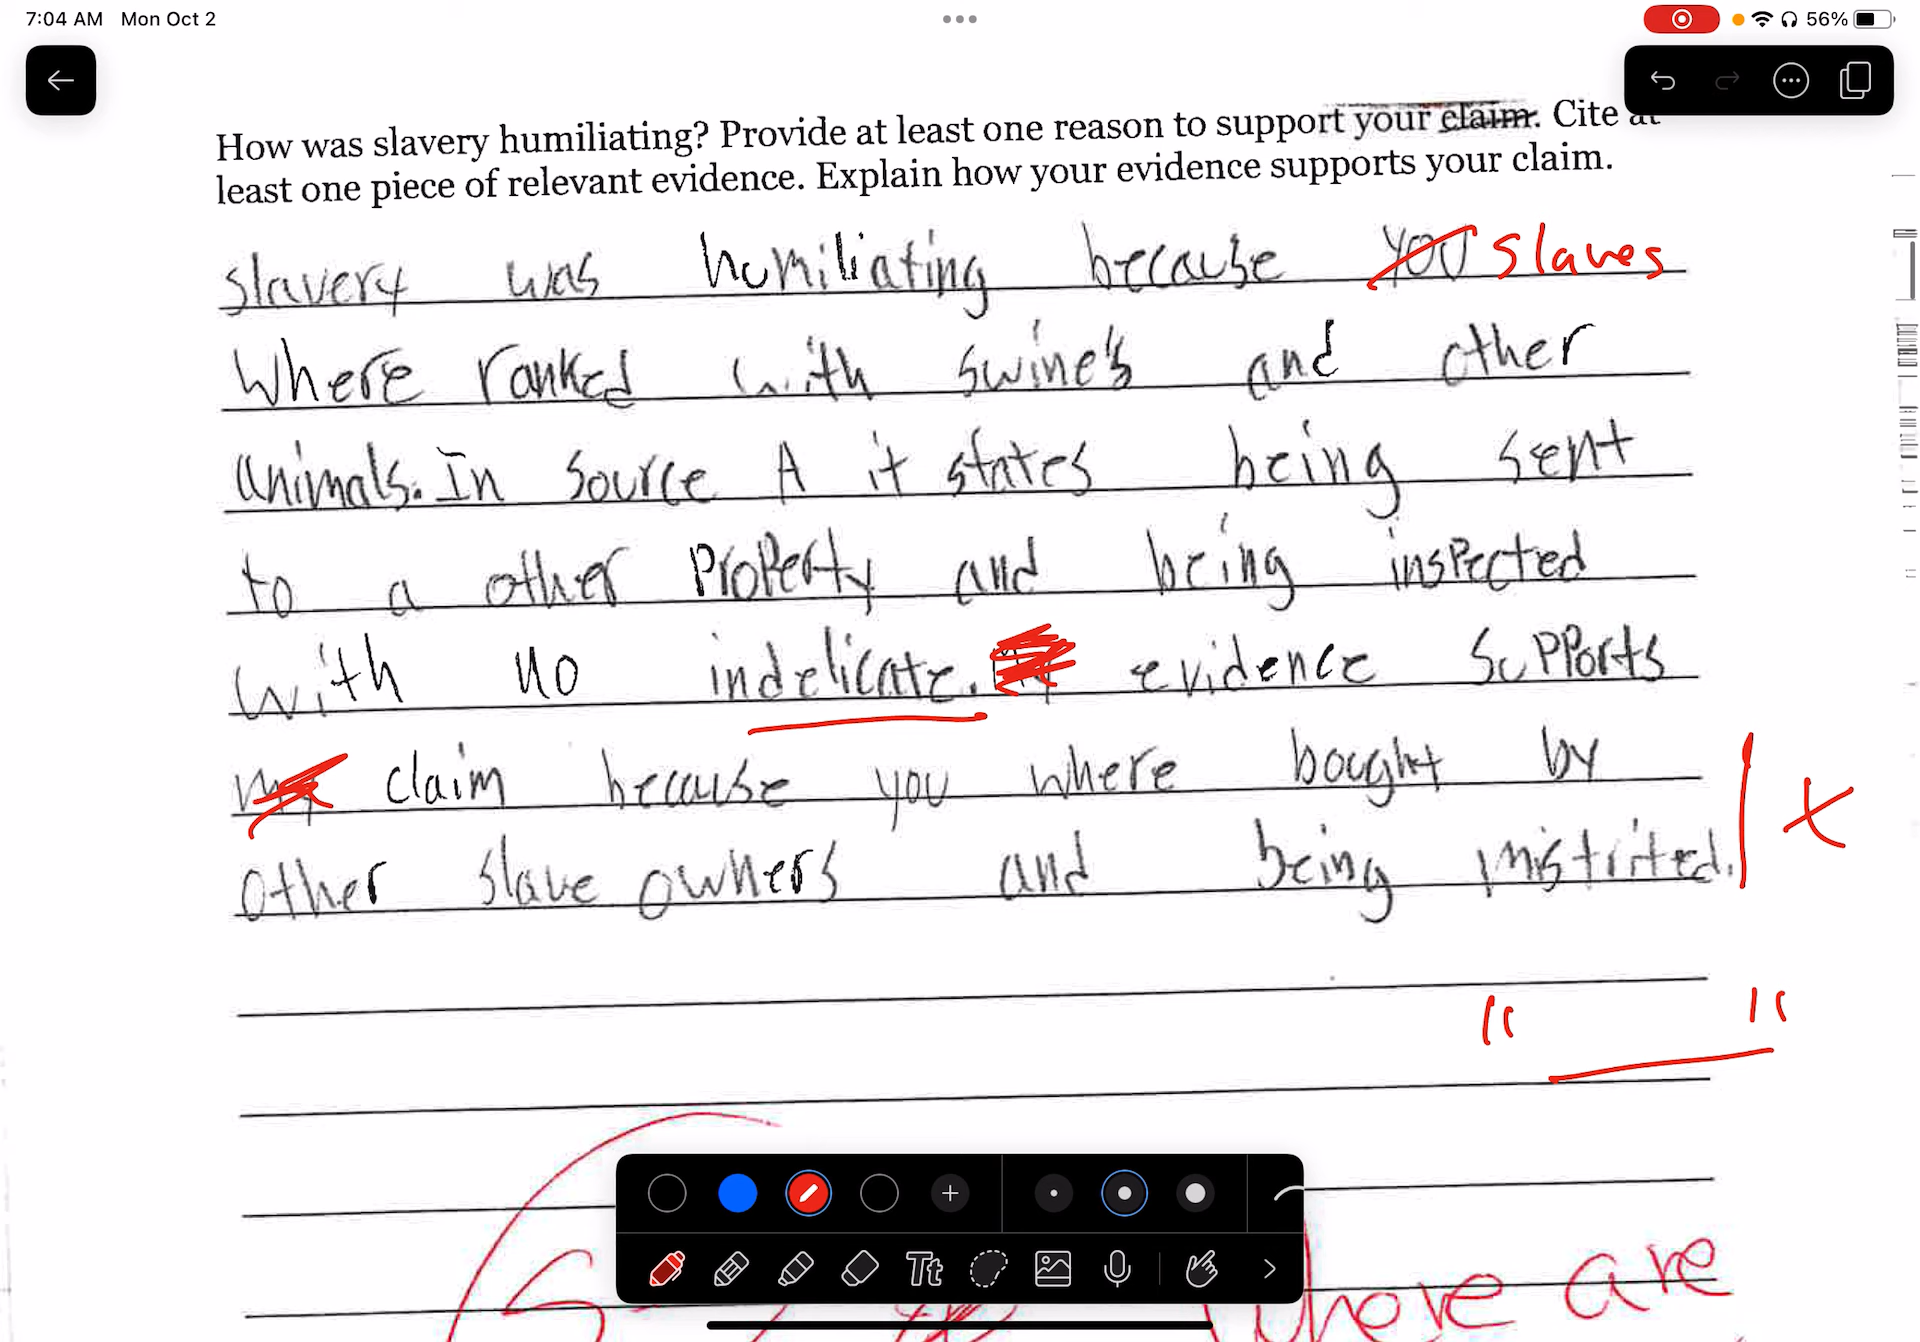 7:04 AM Mon Oct 2
56%
How was slavery humiliating? Provide at least one reason to support your claim. Cite at
least one piece of relevant evidence. Explain how your evidence supports your claim.
slavery was humiliating because you slaves
Where ranked with swine's and other
animals. In source A it states being sent
to a other Property and being insPected
with no indelicate. evidence suPPorts
my claim because you where bought by
other slave owners and being mistrited.
" "
Tt
where are